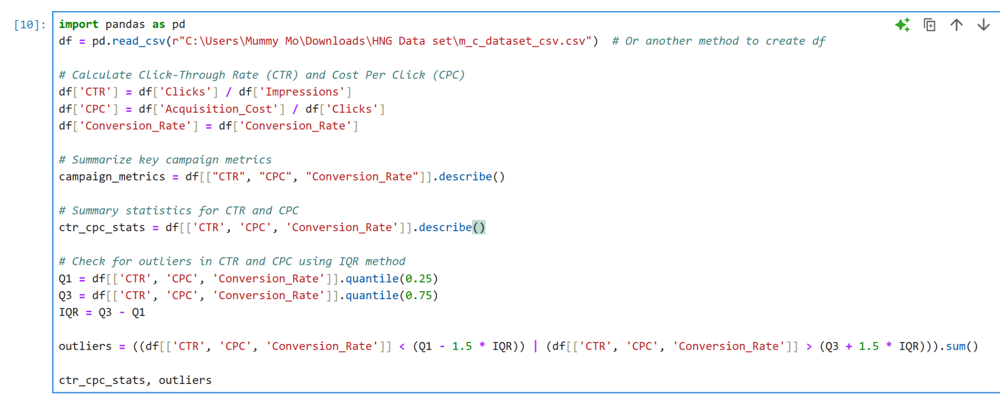 [10]:
import pandas as pd
df = pd.read_csv(r"C:\Users\Mummy Mo\Downloads\HNG Data set\m_c_dataset_csv.csv")  # Or another method to create df
# Calculate Click-Through Rate (CTR) and Cost Per Click (CPC)
df['CTR'] = df['Clicks'] / df['Impressions']
df['CPC'] = df['Acquisition_Cost'] / df['Clicks']
df['Conversion_Rate'] = df['Conversion_Rate']
# Summarize key campaign metrics
campaign_metrics = df[["CTR", "CPC", "Conversion_Rate"]].describe()
# Summary statistics for CTR and CPC
ctr_cpc_stats = df[['CTR', 'CPC', 'Conversion_Rate']].describe()
# Check for outliers in CTR and CPC using IQR method
Q1 = df[['CTR', 'CPC', 'Conversion_Rate']].quantile(0.25)
Q3 = df[['CTR', 'CPC', 'Conversion_Rate']].quantile(0.75)
IQR = Q3 - Q1
outliers = ((df[['CTR', 'CPC', 'Conversion_Rate']] < (Q1 - 1.5 * IQR)) | (df[['CTR', 'CPC', 'Conversion_Rate']] > (Q3 + 1.5 * IQR))).sum()
ctr_cpc_stats, outliers